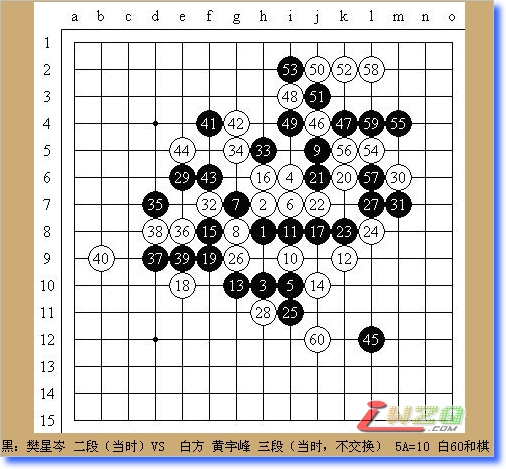 a b c d e f g h i j k l m n o
1
2 53 50 52 58
3 48 51
4 41 42 49 46 47 59 55
5 44 34 33 9 56 54
6 29 43 16 4 21 20 57 30
7 35 32 7 2 6 22 27 31
8 38 36 15 8 1 11 17 23 24
9 40 37 39 19 26 10 12
10 18 13 3 5 14
11 28 25
12 60 45
13
14
15
iWZQ
.COM
黑：樊星岑 二段（当时）VS 白方 黄宇峰 三段（当时，不交换） 5A=10 白60和棋